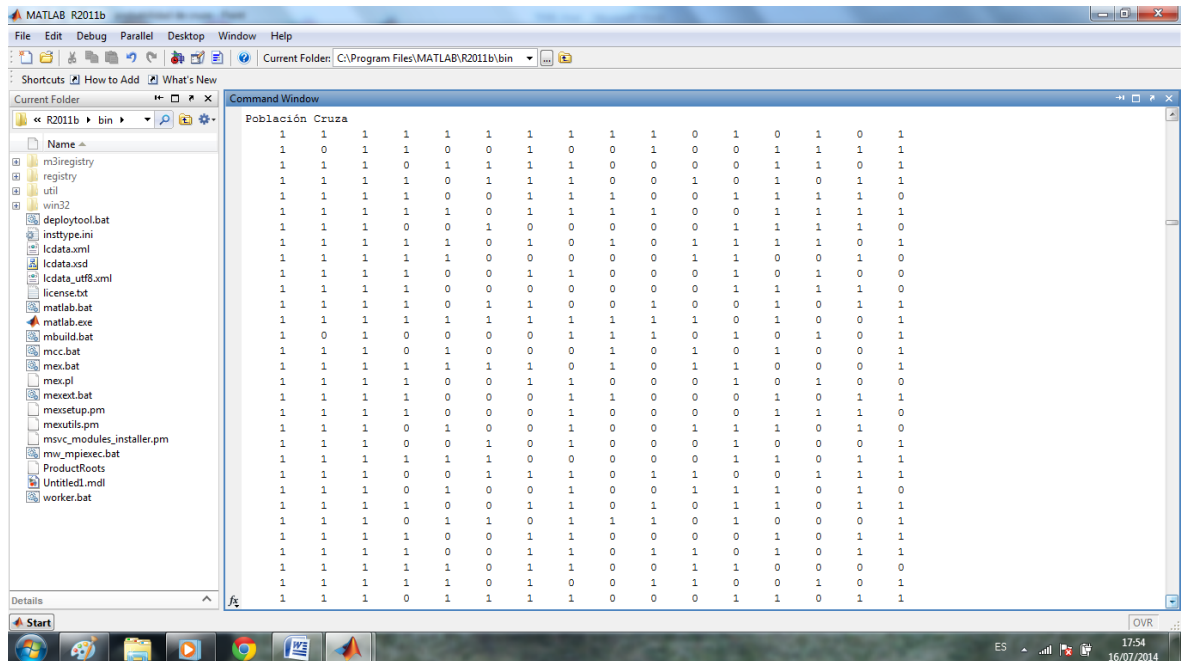 MATLAB R2011b
File Edit Debug Parallel Desktop Window Help
Current Folder: C:\Program Files\MATLAB\R2011b\bin
Shortcuts How to Add What's New
Current Folder
« R2011b bin
Name
m3iregistry
registry
util
win32
deploytool.bat
insttype.ini
lcdata.xml
lcdata.xsd
lcdata_utf8.xml
license.txt
matlab.bat
matlab.exe
mbuild.bat
mcc.bat
mex.bat
mex.pl
mexext.bat
mexsetup.pm
mexutils.pm
msvc_modules_installer.pm
mw_mpiexec.bat
ProductRoots
Untitled1.mdl
worker.bat
Details
Command Window
Población Cruza
1 1 1 1 1 1 1 1 1 1 0 1 0 1 0 1
1 0 1 1 0 0 1 0 0 1 0 0 1 1 1 1
1 1 1 0 1 1 1 1 0 0 0 0 1 1 0 1
1 1 1 1 0 1 1 1 0 0 1 0 1 0 1 1
1 1 1 1 0 0 1 1 1 0 0 1 1 1 1 0
1 1 1 1 1 0 1 1 1 1 0 0 1 1 1 1
1 1 1 0 0 1 0 0 0 0 0 1 1 1 1 0
1 1 1 1 1 0 1 0 1 0 1 1 1 1 0 1
1 1 1 1 1 0 0 0 0 0 1 1 0 0 1 0
1 1 1 1 0 0 1 1 0 0 0 1 0 1 0 0
1 1 1 1 0 0 0 0 0 0 0 1 1 1 1 0
1 1 1 1 0 1 1 0 0 1 0 0 1 0 1 1
1 1 1 1 1 1 1 1 1 1 1 0 1 0 0 1
1 0 1 0 0 0 0 1 1 1 0 1 0 1 0 1
1 1 1 0 1 0 0 0 1 0 1 0 1 0 0 1
1 1 1 1 1 1 1 0 1 0 1 1 0 0 0 1
1 1 1 1 0 0 1 1 0 0 0 1 0 1 0 0
1 1 1 1 0 0 0 1 1 0 0 0 1 0 1 1
1 1 1 1 0 0 0 1 0 0 0 0 1 1 1 0
1 1 1 0 1 0 0 1 0 0 1 1 1 0 1 0
1 1 1 0 0 1 0 1 0 0 0 1 1 0 0 0 1
1 1 1 1 1 1 0 0 0 0 0 1 1 0 1 1
1 1 1 0 0 1 1 1 0 1 1 0 0 1 1 1
1 1 1 0 1 0 0 1 0 0 1 1 1 0 1 0
1 1 1 1 0 0 1 1 0 1 0 1 1 0 1 1
1 1 1 0 1 1 0 1 1 1 0 1 0 0 0 1
1 1 1 1 0 0 1 1 0 0 0 0 1 0 1 1
1 1 1 1 0 0 1 1 0 1 1 0 1 0 1 1
1 1 1 1 1 0 1 1 0 0 1 1 0 0 0 0
1 1 1 1 1 0 1 0 0 1 1 0 0 1 0 1
1 1 1 0 1 1 1 1 0 0 0 1 1 0 1 1
fx
Start
OVR
ES
17:54
16/07/2014